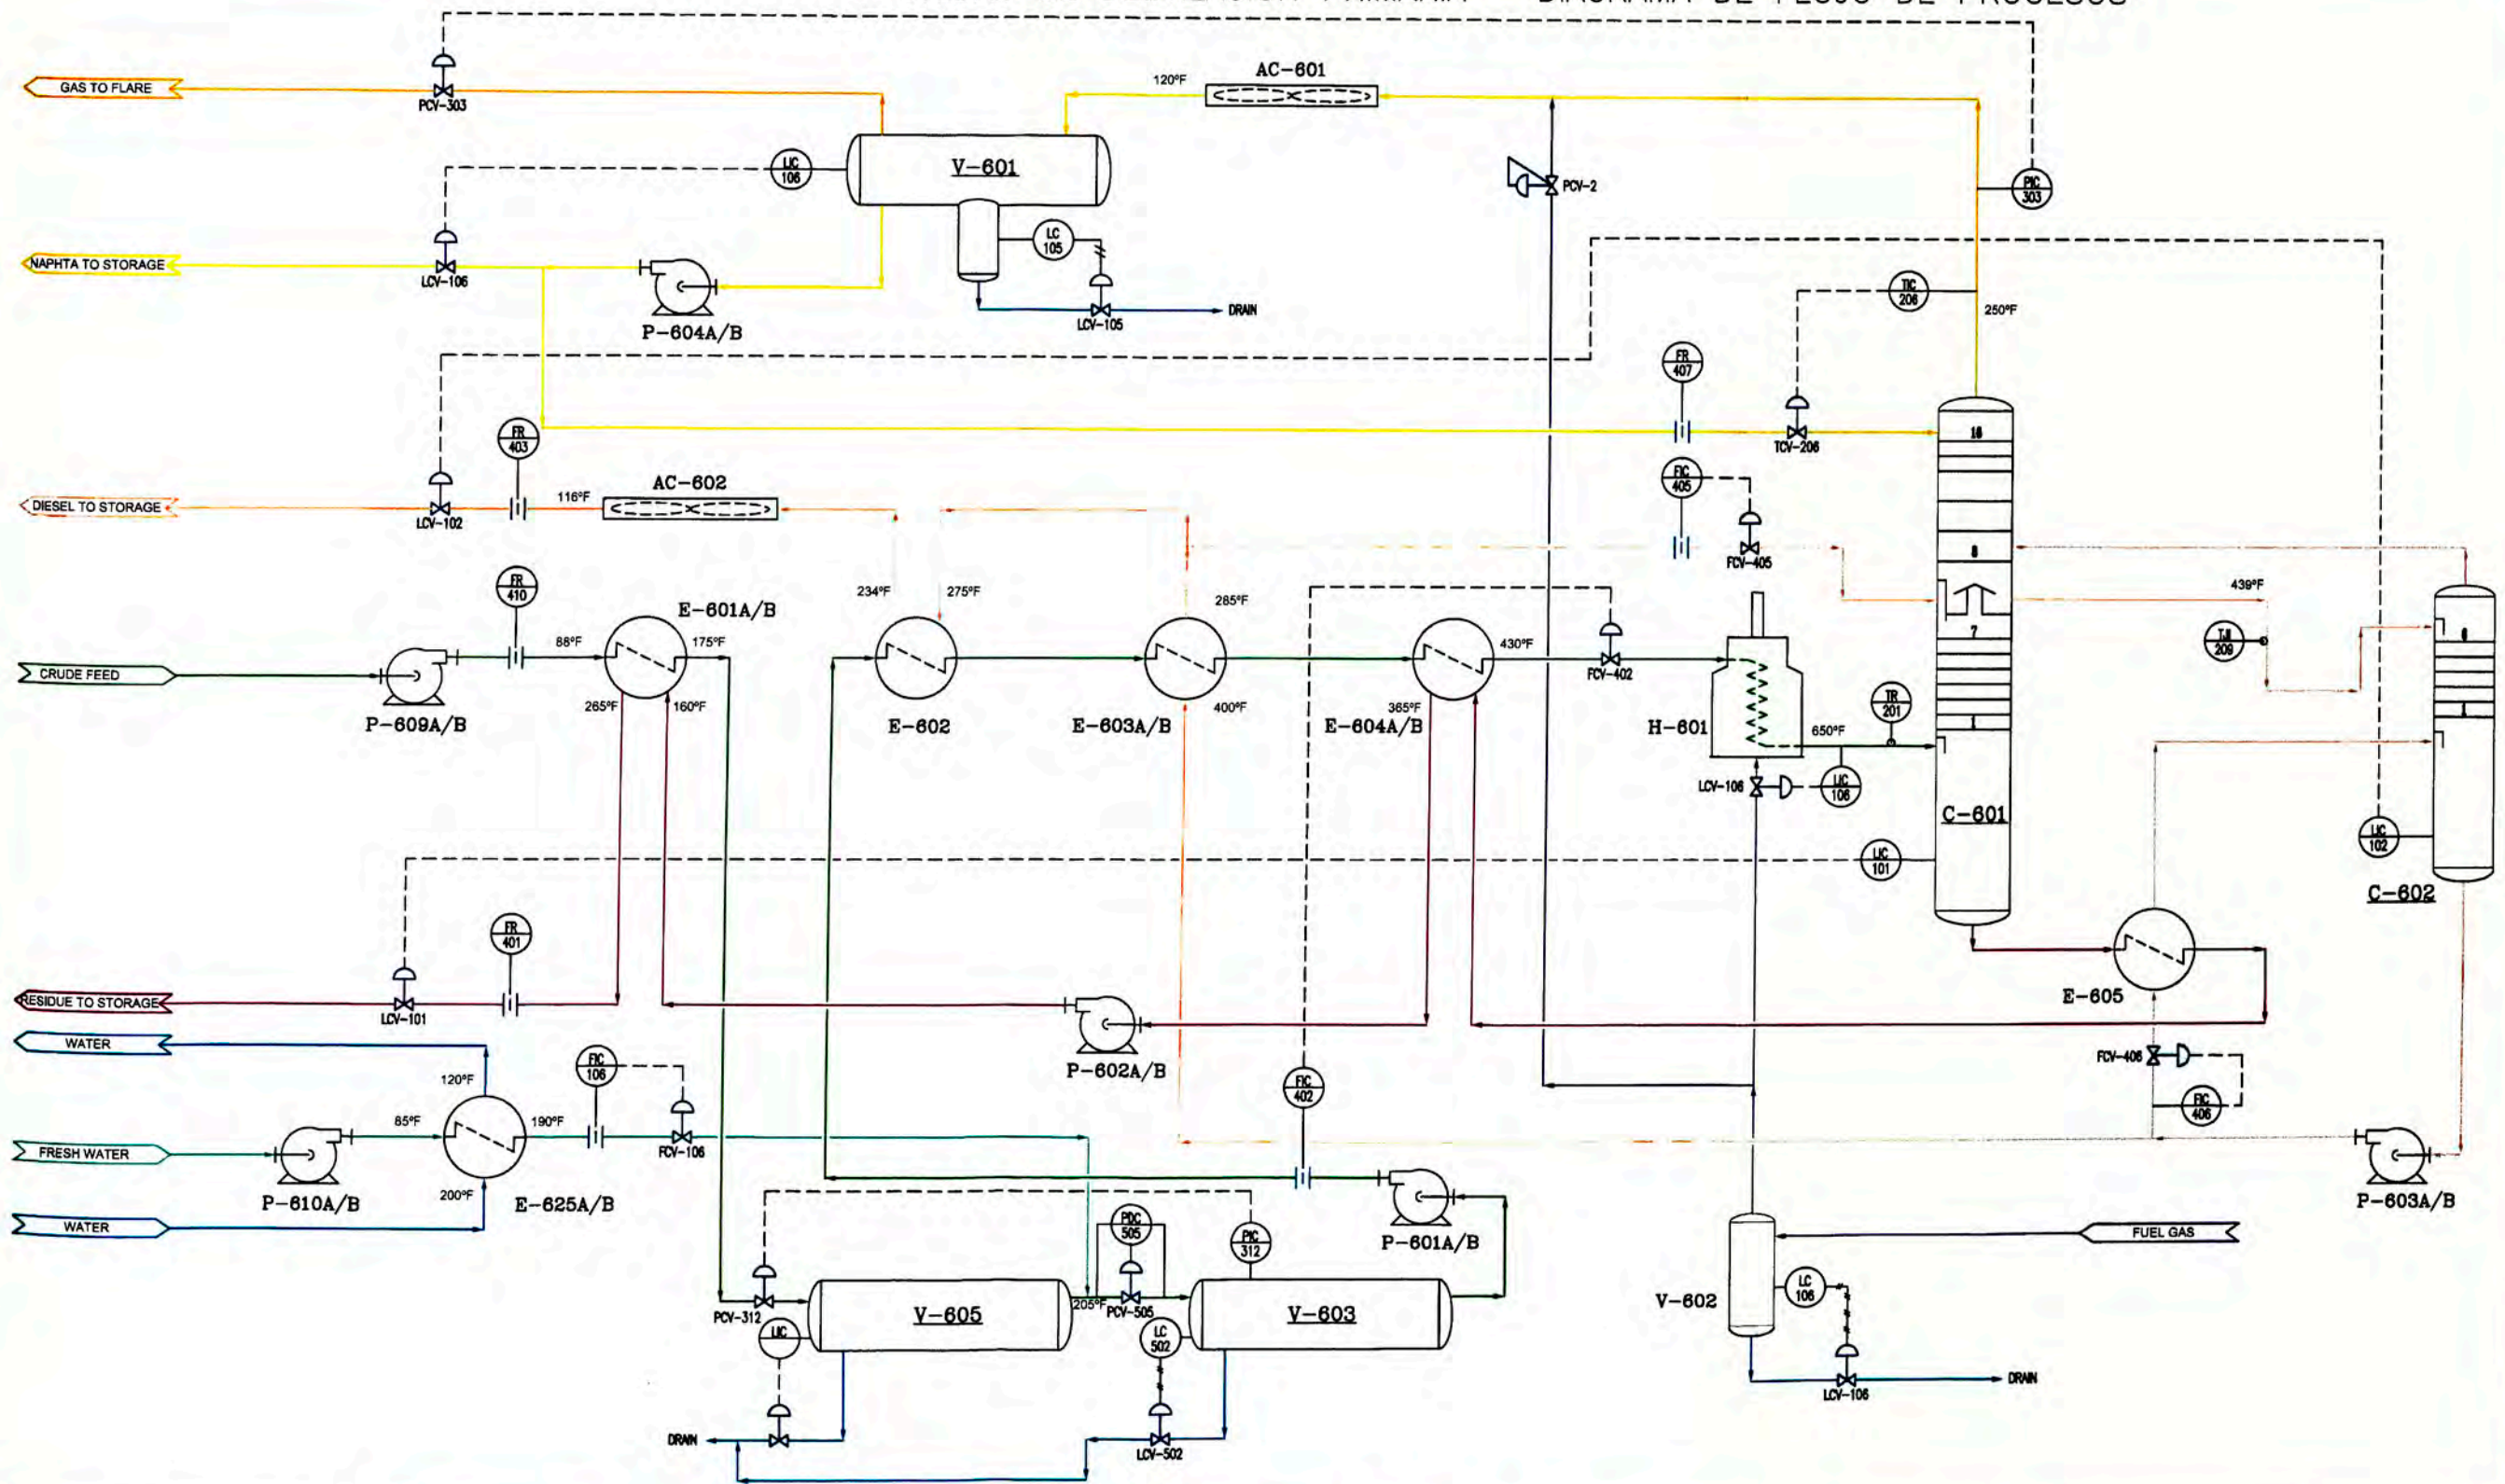 DIAGRAMA DE FLUJO DE PROCESOS
GAS TO FLARE
PCV-303
120°F
AC-601
V-601
LIC
106
PCV-2
PIC
303
NAPHTA TO STORAGE
LCV-106
P-604A/B
LC
105
LCV-105
DRAIN
TIC
206
250°F
FR
407
TCV-206
16
FR
403
DIESEL TO STORAGE
LCV-102
116°F
AC-602
FIC
405
FCV-405
8
7
1
439°F
TJI
209
6
FR
410
CRUDE FEED
P-609A/B
88°F
E-601A/B
175°F
265°F
160°F
234°F
275°F
E-602
285°F
E-603A/B
400°F
430°F
E-604A/B
365°F
FCV-402
H-601
650°F
TR
201
LCV-106
LIC
106
C-601
LIC
101
LIC
102
C-602
E-605
FR
401
RESIDUE TO STORAGE
LCV-101
P-602A/B
WATER
120°F
FIC
106
FIC
402
FCV-406
FIC
406
FRESH WATER
P-610A/B
85°F
190°F
FCV-106
200°F
E-625A/B
WATER
P-601A/B
P-603A/B
PDC
505
PIC
312
FUEL GAS
PCV-312
V-605
205°F
PCV-505
V-603
V-602
LC
106
LIC
LC
502
DRAIN
LCV-502
LCV-106
DRAIN